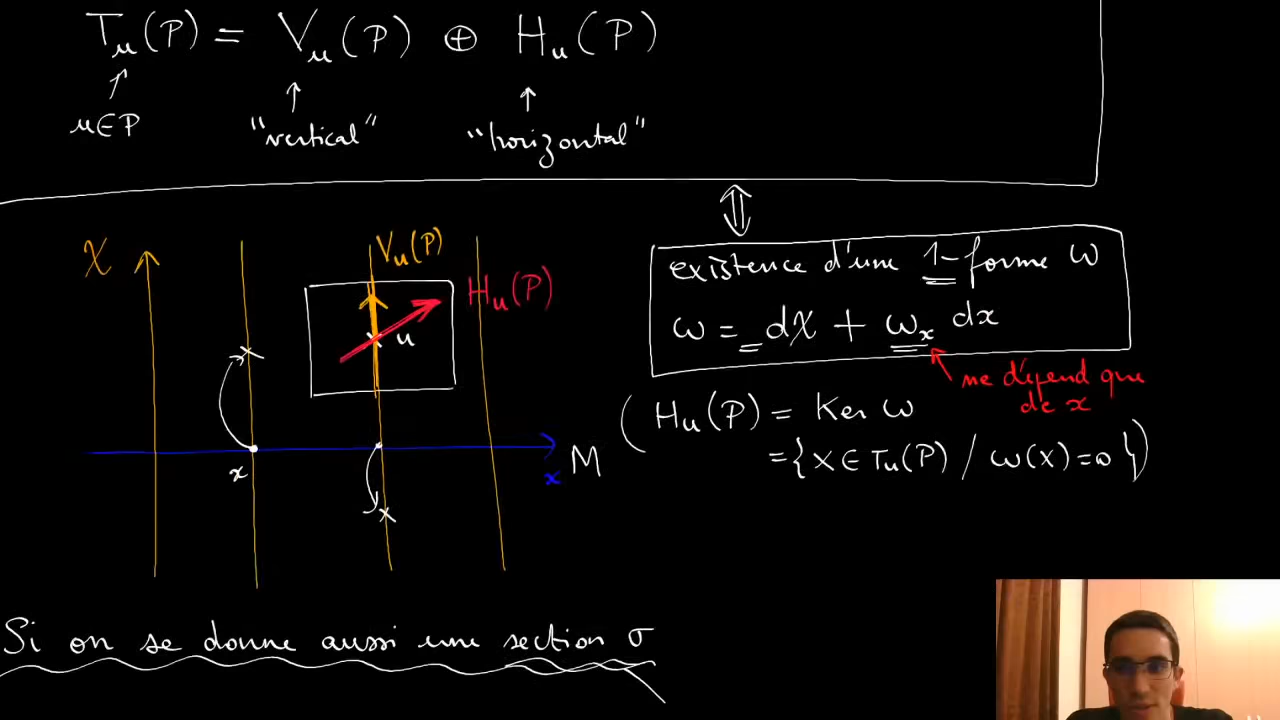 Tᵤ(P) = Vᵤ(P) ⊕ Hᵤ(P)
↑ ↑ ↑
u∈P "vertical" "horizontal"
⇕
χ
Vᵤ(P)
Hᵤ(P)
u
x
x
M
existence d'une 1-forme ω
ω = dχ + ωₓ dx
ne dépend que
de x
( Hᵤ(P) = Ker ω
= { X ∈ Tᵤ(P) / ω(X)=0 } )
Si on se donne aussi une section σ